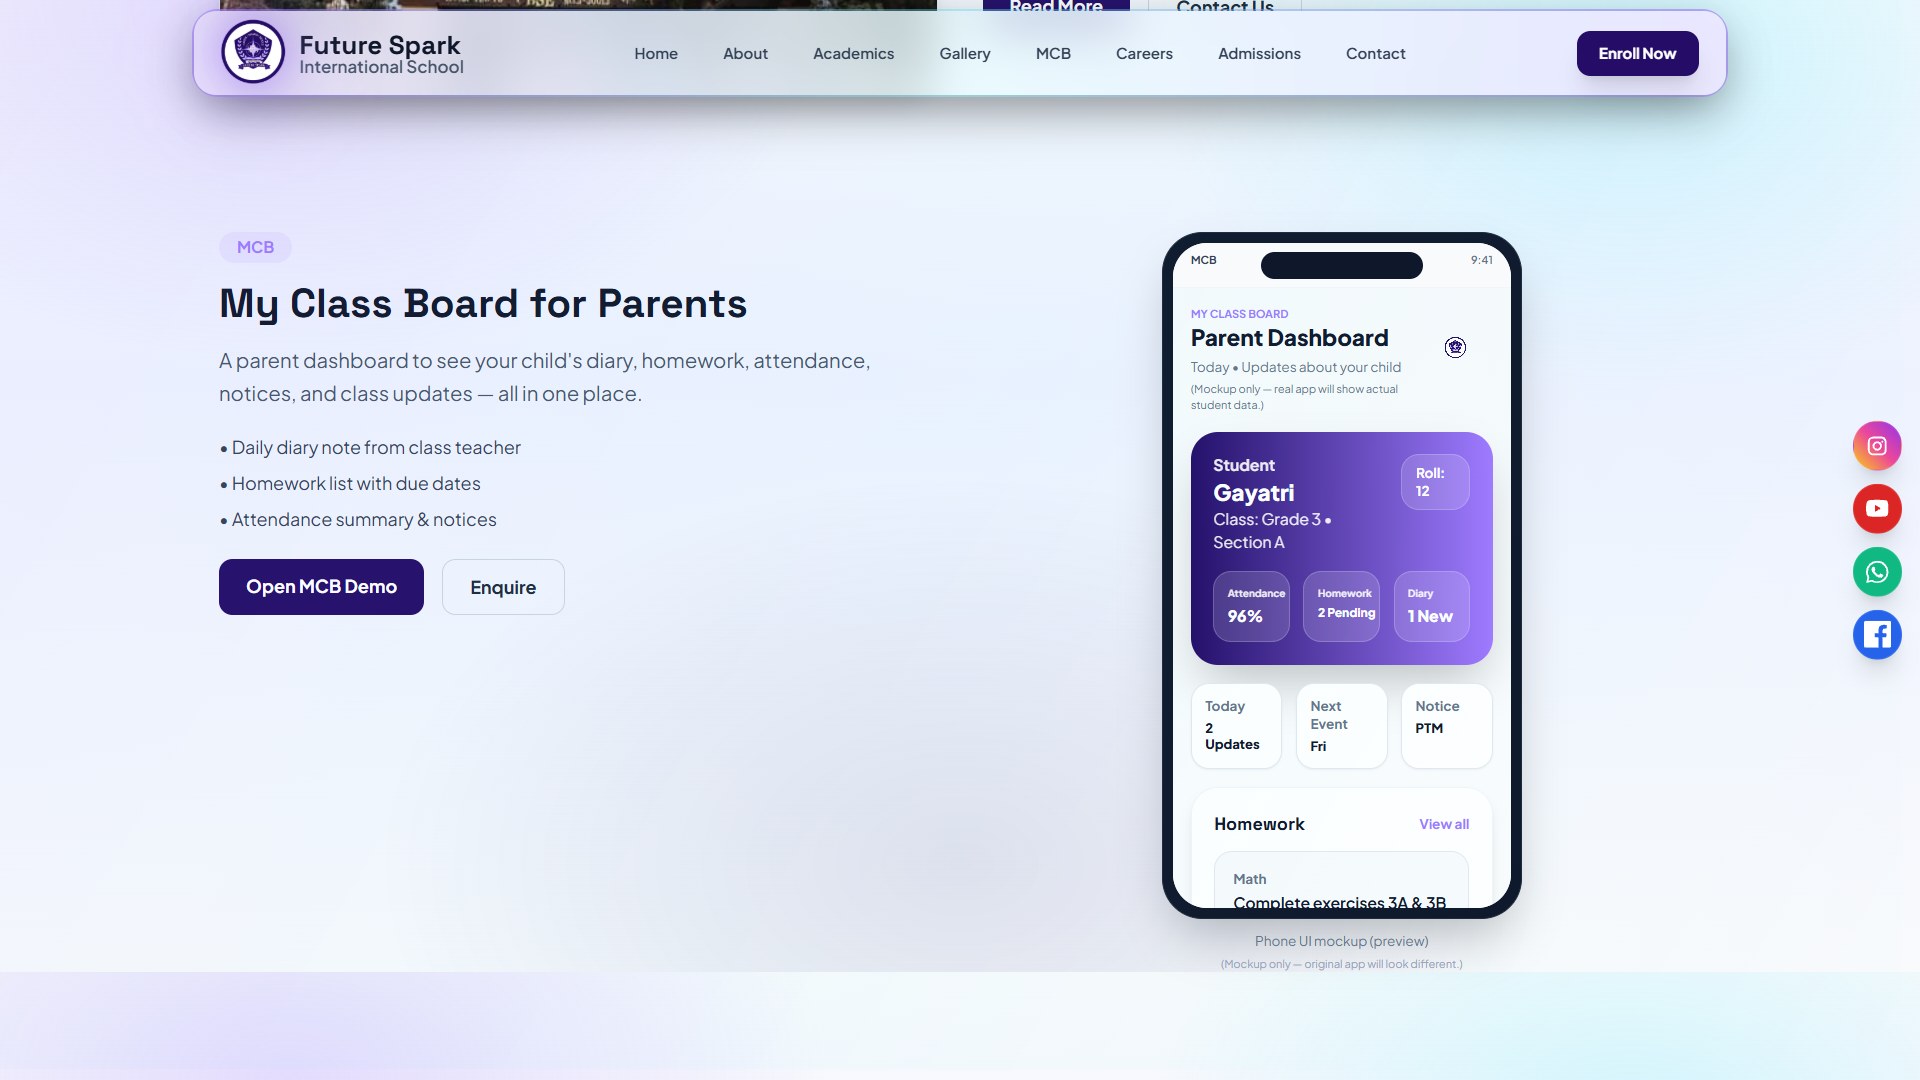 Read More
Contact Us
Future Spark
International School
Home
About
Academics
Gallery
MCB
Careers
Admissions
Contact
Enroll Now
MCB
My Class Board for Parents
A parent dashboard to see your child's diary, homework, attendance,
notices, and class updates — all in one place.
• Daily diary note from class teacher
• Homework list with due dates
• Attendance summary & notices
Open MCB Demo
Enquire
MCB
9:41
MY CLASS BOARD
Parent Dashboard
Today • Updates about your child
(Mockup only — real app will show actual
student data.)
Student
Gayatri
Class: Grade 3 •
Section A
Roll:
12
Attendance
96%
Homework
2 Pending
Diary
1 New
Today
2
Updates
Next
Event
Fri
Notice
PTM
Homework
View all
Math
Complete exercises 3A & 3B
Phone UI mockup (preview)
(Mockup only — original app will look different.)